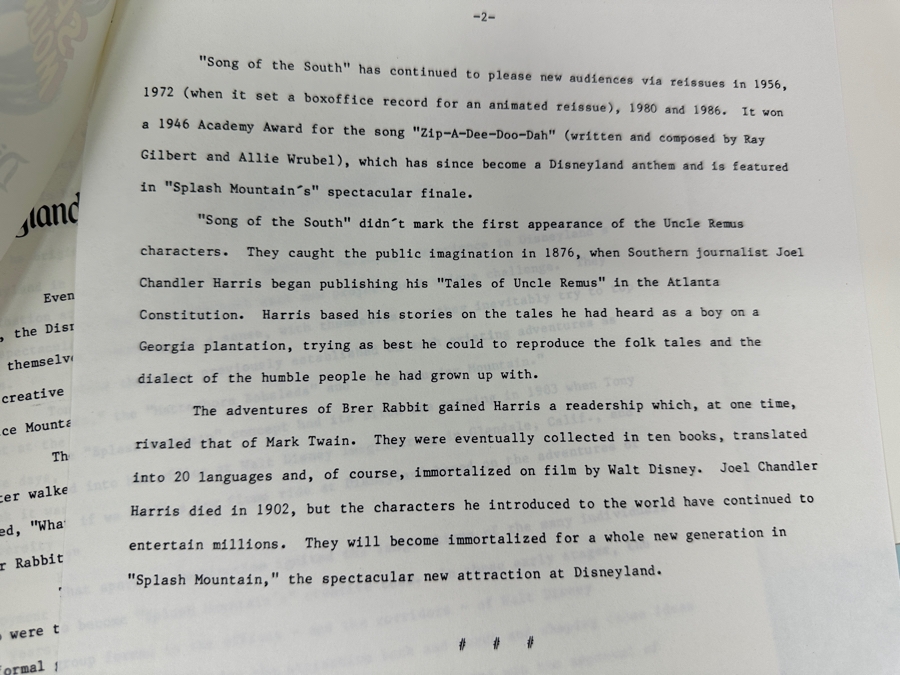 -2-
"Song of the South" has continued to please new audiences via reissues in 1956,
1972 (when it set a boxoffice record for an animated reissue), 1980 and 1986. It won
a 1946 Academy Award for the song "Zip-A-Dee-Doo-Dah" (written and composed by Ray
Gilbert and Allie Wrubel), which has since become a Disneyland anthem and is featured
in "Splash Mountain´s" spectacular finale.
"Song of the South" didn´t mark the first appearance of the Uncle Remus
characters. They caught the public imagination in 1876, when Southern journalist Joel
Chandler Harris began publishing his "Tales of Uncle Remus" in the Atlanta
Constitution. Harris based his stories on the tales he had heard as a boy on a
Georgia plantation, trying as best he could to reproduce the folk tales and the
dialect of the humble people he had grown up with.
The adventures of Brer Rabbit gained Harris a readership which, at one time,
rivaled that of Mark Twain. They were eventually collected in ten books, translated
into 20 languages and, of course, immortalized on film by Walt Disney. Joel Chandler
Harris died in 1902, but the characters he introduced to the world have continued to
entertain millions. They will become immortalized for a whole new generation in
"Splash Mountain," the spectacular new attraction at Disneyland.
# # #
Even
, the
creative
were